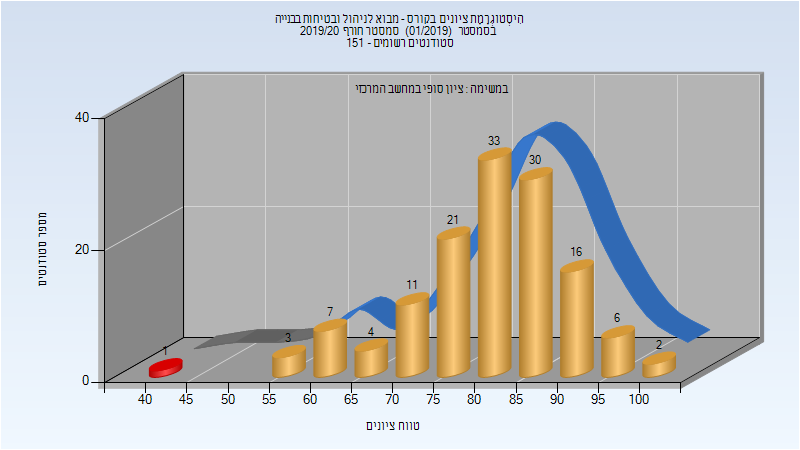 היסטוגרמת ציונים בקורס - מבוא לניהול ובטיחות בבנייה
בסמסטר (01/2019) סמסטר חורף 2019/20
סטודנטים רשומים - 151
במשימה : ציון סופי במחשב המרכזי
מספר סטודנטים
40
20
0
1
3
7
4
11
21
33
30
16
6
2
40 45 50 55 60 65 70 75 80 85 90 95 100
טווח ציונים